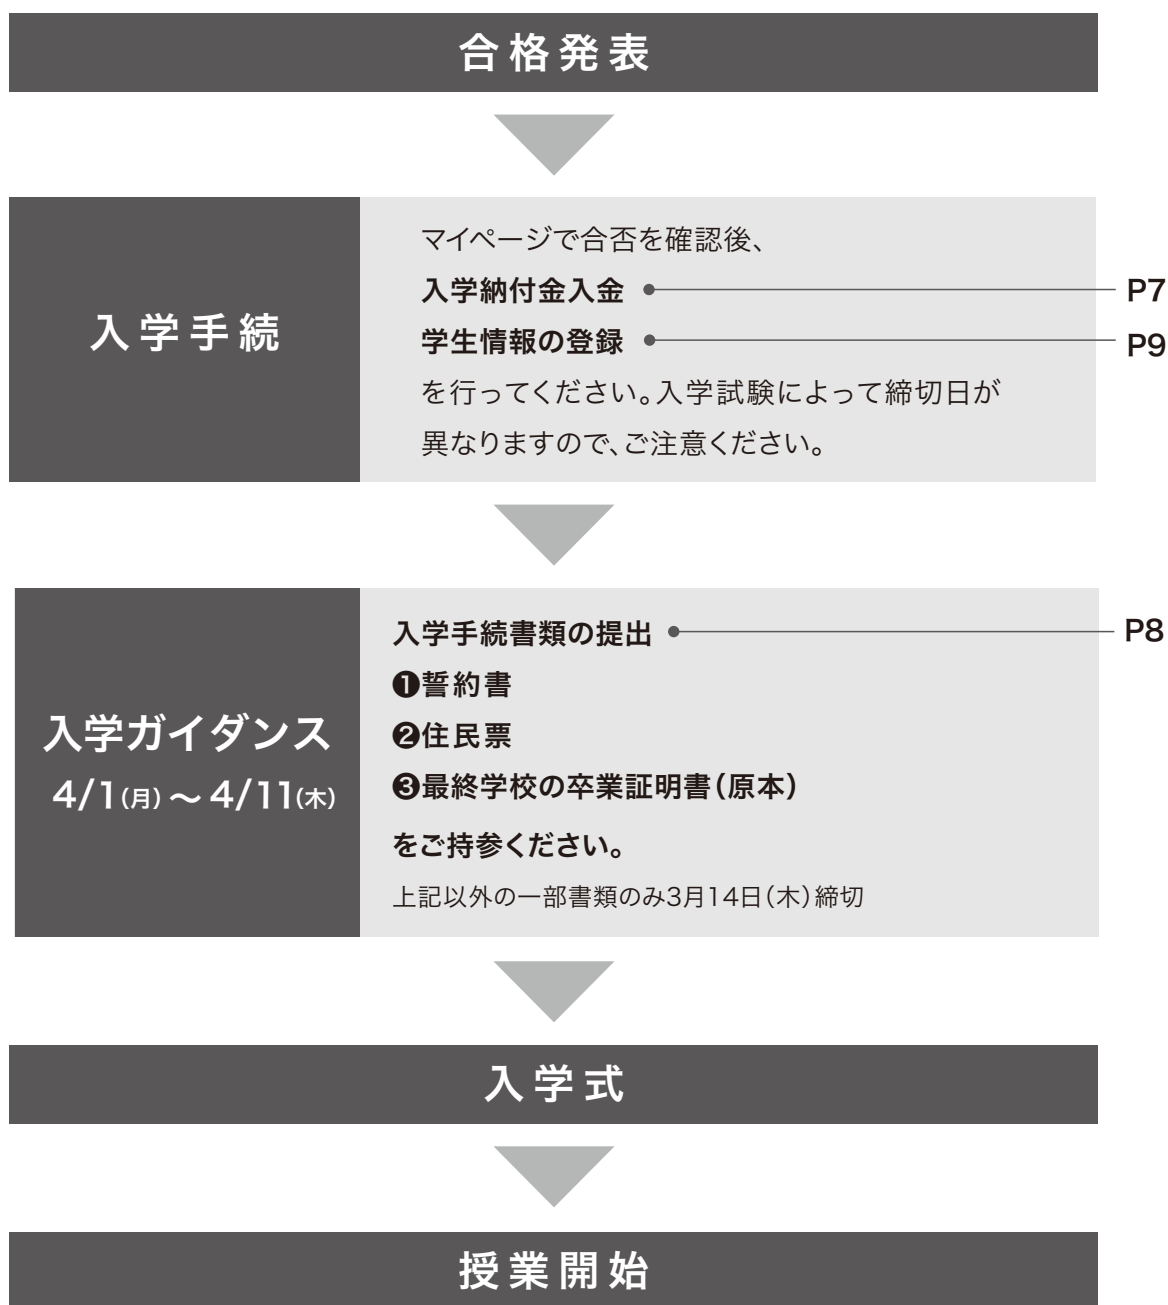 合格発表
入学手続
マイページで合否を確認後、
入学納付金入金
P7
学生情報の登録
P9
を行ってください。入学試験によって締切日が
異なりますので、ご注意ください。
入学ガイダンス
4/1(月)〜4/11(木)
入学手続書類の提出
P8
❶誓約書
❷住民票
❸最終学校の卒業証明書(原本)
をご持参ください。
上記以外の一部書類のみ3月14日(木)締切
入学式
授業開始